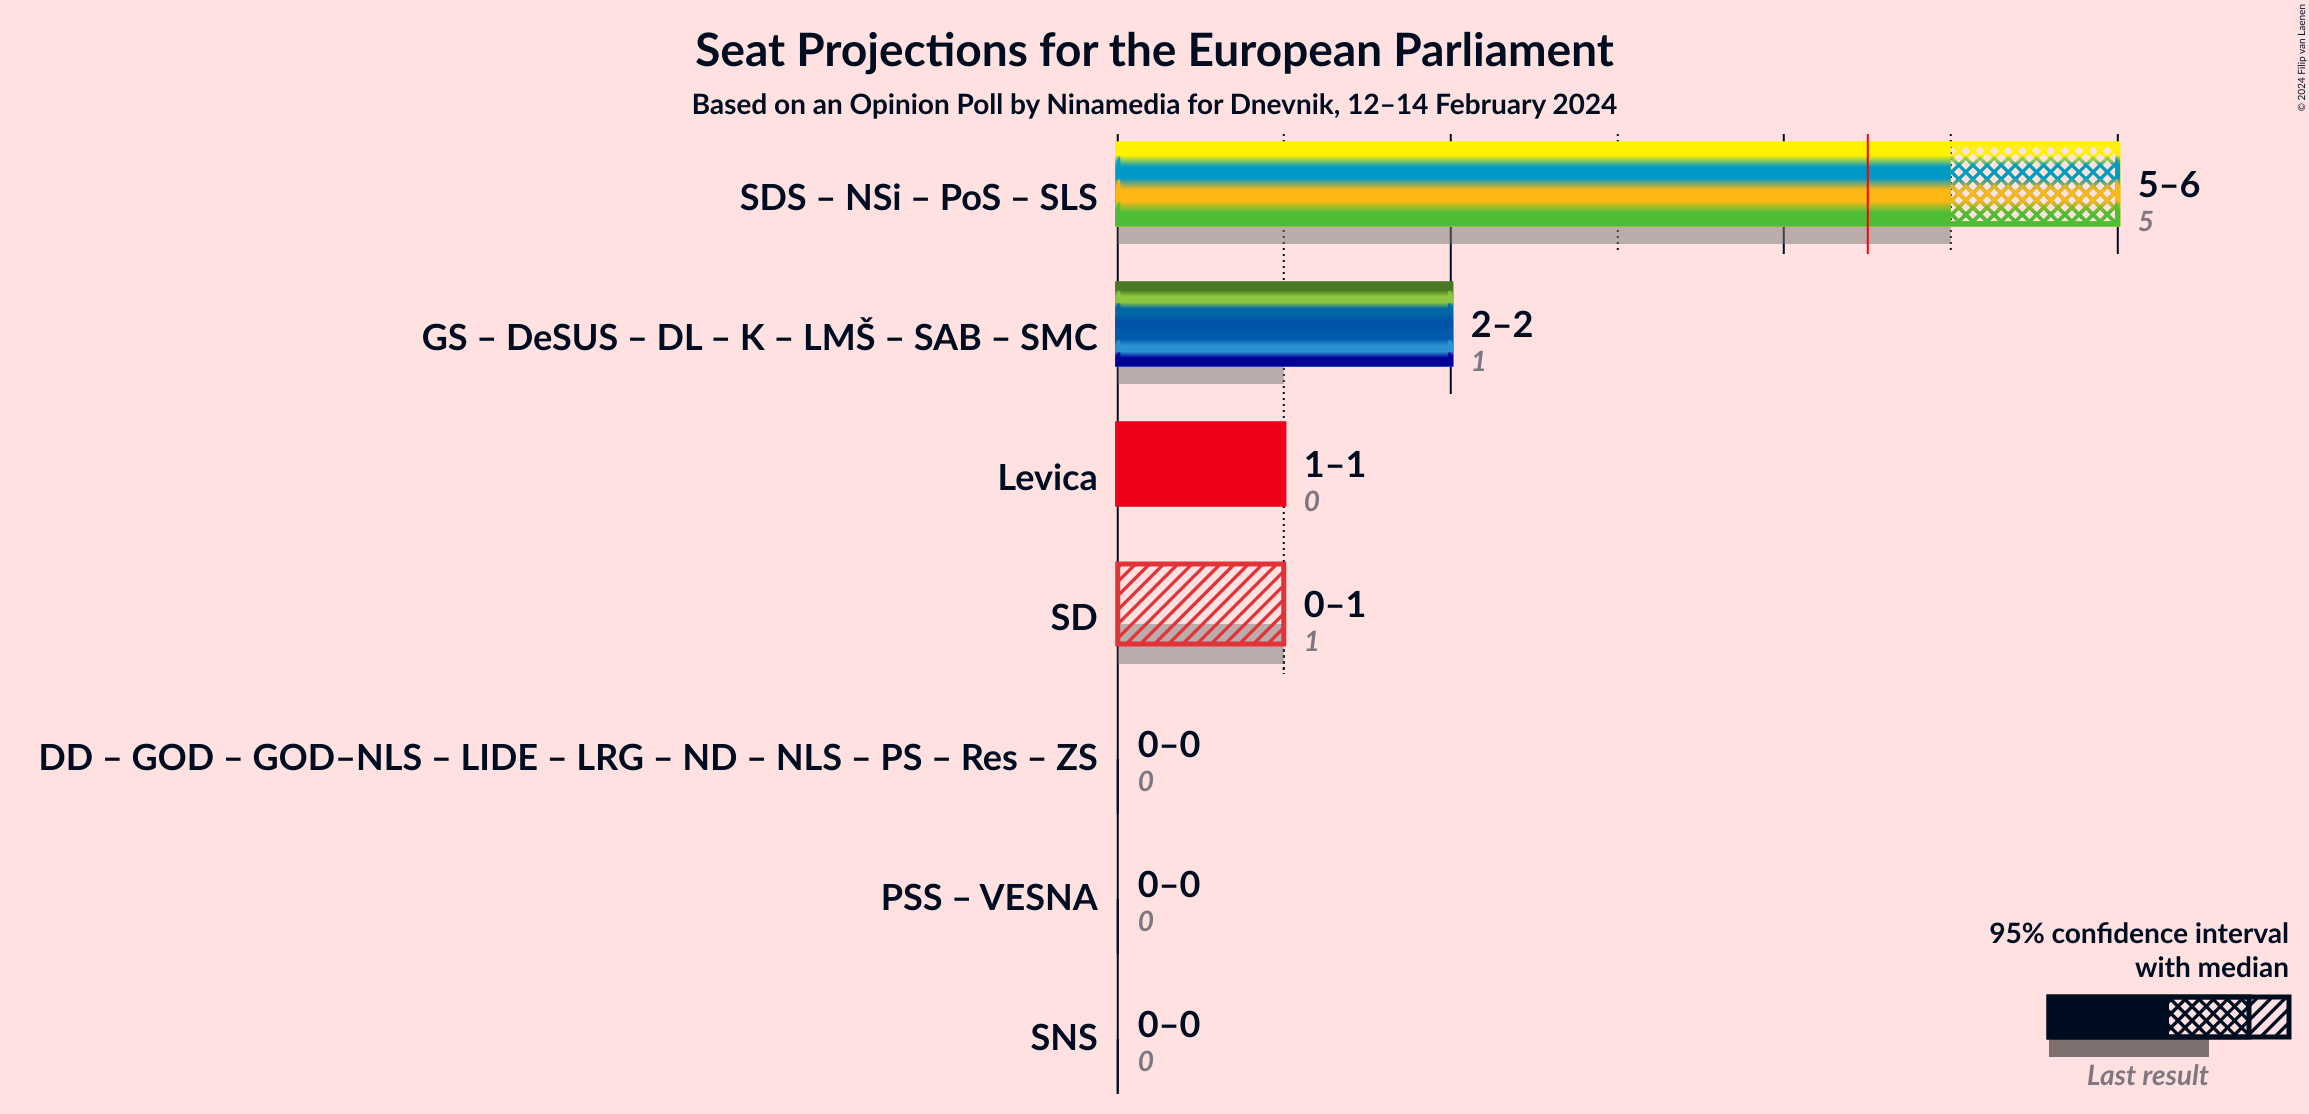 Seat Projections for the European Parliament
Based on an Opinion Poll by Ninamedia for Dnevnik, 12–14 February 2024
© 2024 Filip van Laenen
SDS – NSi – PoS – SLS
5–6
5
GS – DeSUS – DL – K – LMŠ – SAB – SMC
2–2
1
Levica
1–1
0
SD
0–1
1
DD – GOD – GOD–NLS – LIDE – LRG – ND – NLS – PS – Res – ZS
0–0
0
PSS – VESNA
0–0
0
SNS
0–0
0
95% confidence interval
with median
Last result